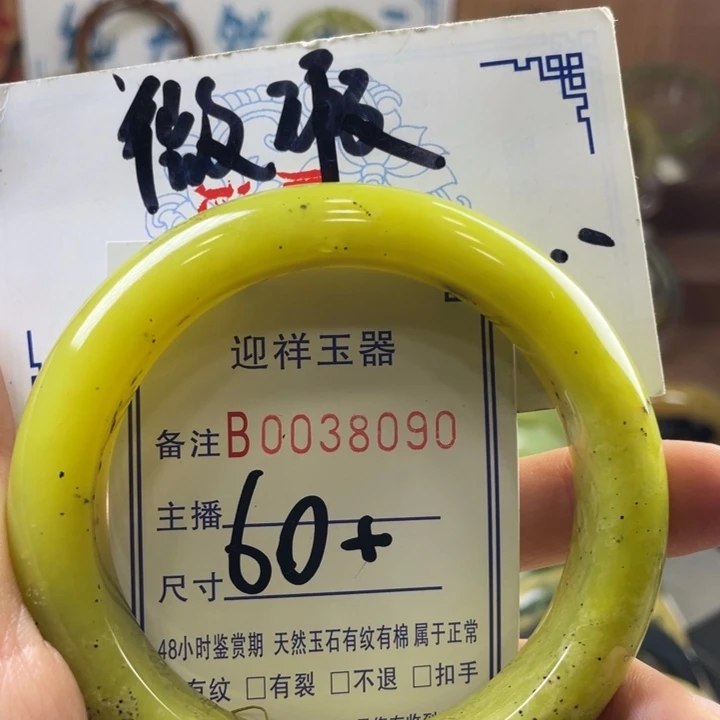 微取
迎祥玉器
备注B0038090
主播
60+
尺寸
48小时鉴赏期 天然玉石有纹有棉 属于正常
有纹 □有裂 □不退 □扣手